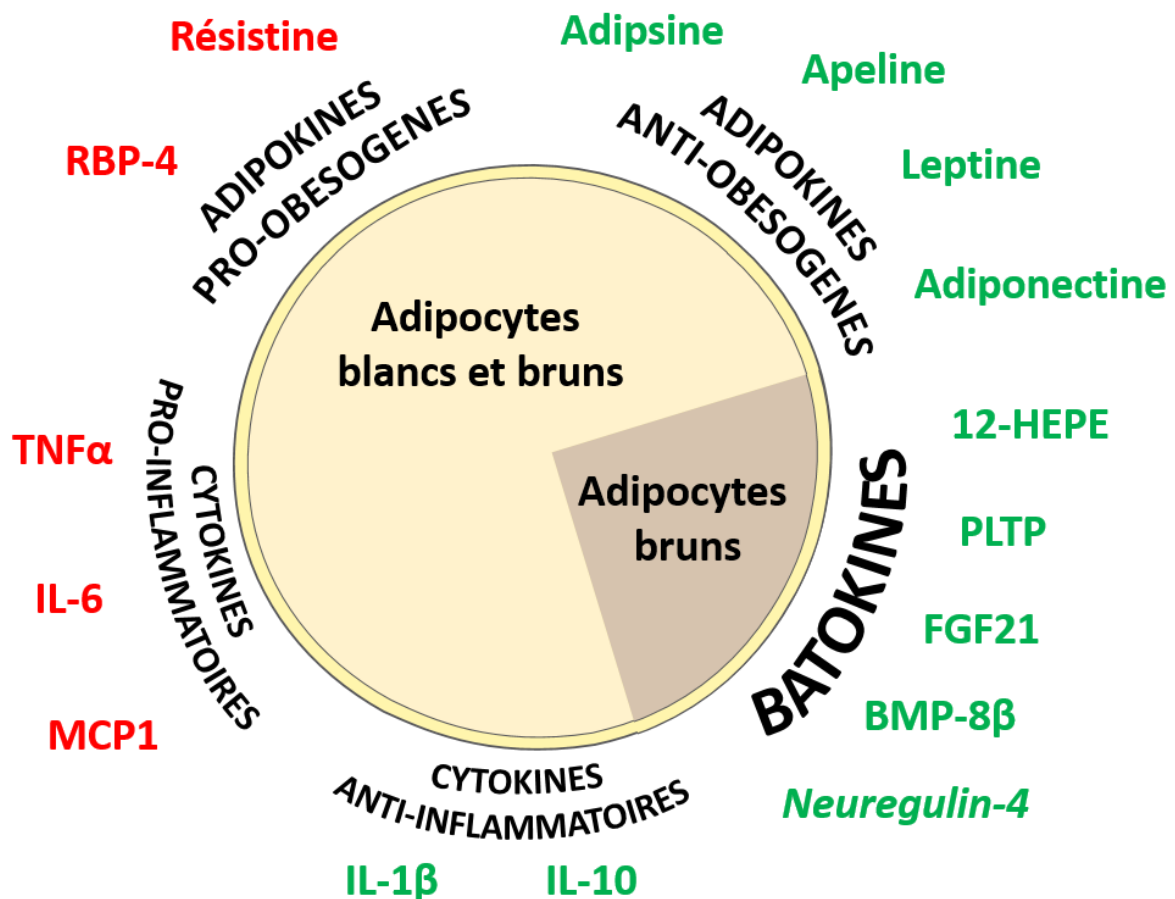 Résistine
Adipsine
Apeline
RBP-4
ADIPOKINES
PRO-OBESOGENES
ADIPOKINES
ANTI-OBESOGENES
Leptine
Adiponectine
Adipocytes
blancs et bruns
TNFα
CYTOKINES
PRO-INFLAMMATOIRES
IL-6
MCP1
Adipocytes
bruns
BATOKINES
12-HEPE
PLTP
FGF21
BMP-8β
Neuregulin-4
CYTOKINES
ANTI-INFLAMMATOIRES
IL-1β
IL-10